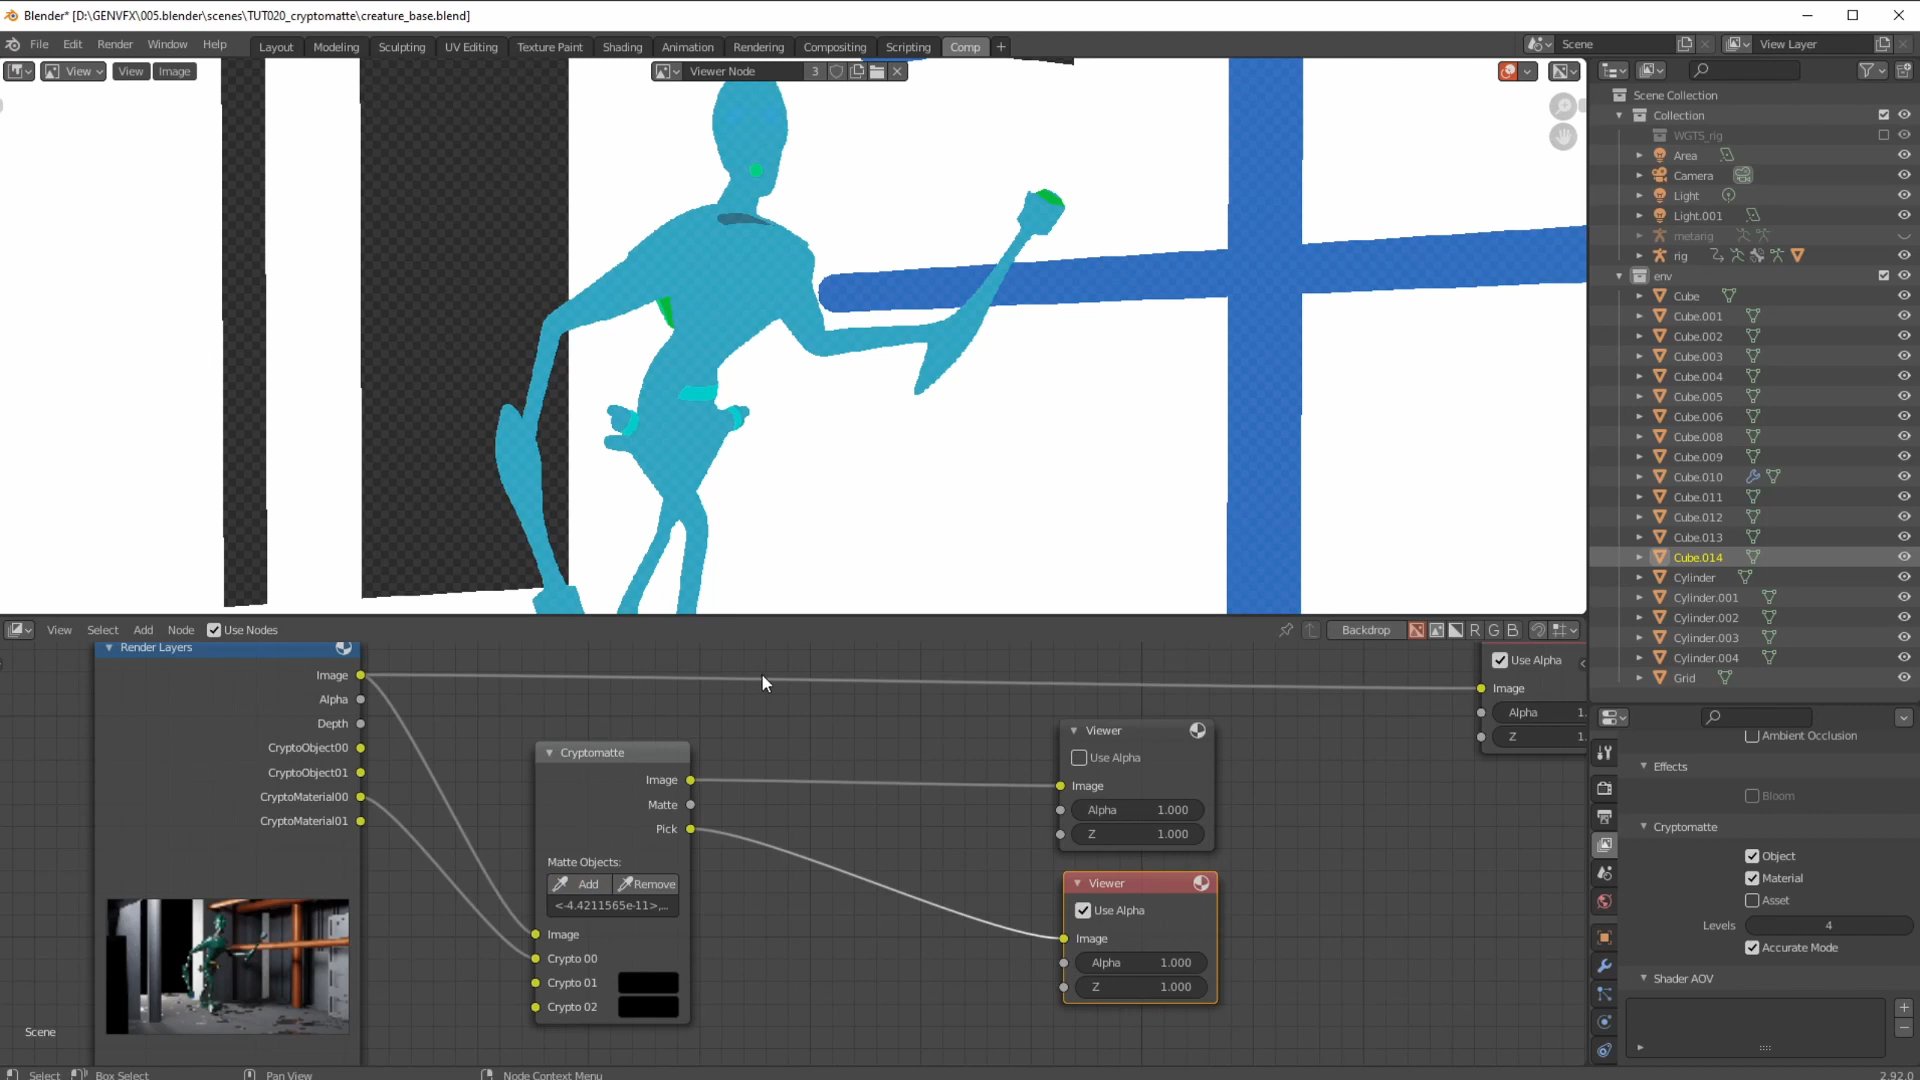 Blender* [D:\GENVFX\005.blender\scenes\TUT020_cryptomatte\creature_base.blend]
File Edit Render Window Help Layout Modeling Sculpting UV Editing Texture Paint Shading Animation Rendering Compositing Scripting Comp + Scene View Layer
View View Image Viewer Node 3
Scene Collection
Collection
WGTS_rig
Area
Camera
Light
Light.001
metarig
rig
env
Cube
Cube.001
Cube.002
Cube.003
Cube.004
Cube.005
Cube.006
Cube.008
Cube.009
Cube.010
Cube.011
Cube.012
Cube.013
Cube.014
Cylinder
Cylinder.001
Cylinder.002
Cylinder.003
Cylinder.004
Grid
View Select Add Node Use Nodes Backdrop R G B
Render Layers
Image
Alpha
Depth
CryptoObject00
CryptoObject01
CryptoMaterial00
CryptoMaterial01
Cryptomatte
Image
Matte
Pick
Matte Objects:
Add Remove
<-4.4211565e-11>,...
Image
Crypto 00
Crypto 01
Crypto 02
Viewer
Use Alpha
Image
Alpha 1.000
Z 1.000
Viewer
Use Alpha
Image
Alpha 1.000
Z 1.000
Use Alpha
Image
Alpha 1.
Z 1.
Ambient Occlusion
Effects
Bloom
Cryptomatte
Object
Material
Asset
Levels 4
Accurate Mode
Shader AOV
Scene
Select Box Select Pan View Node Context Menu 2.92.0